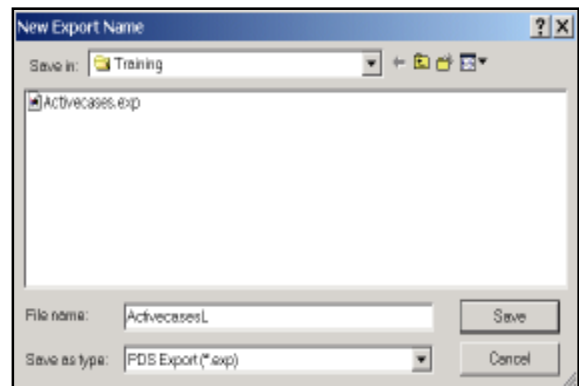 New Export Name
Save in: Training
Activecases.exp
File name: ActivecasesL
Save as type: PDS Export (*.exp)
Save
Cancel